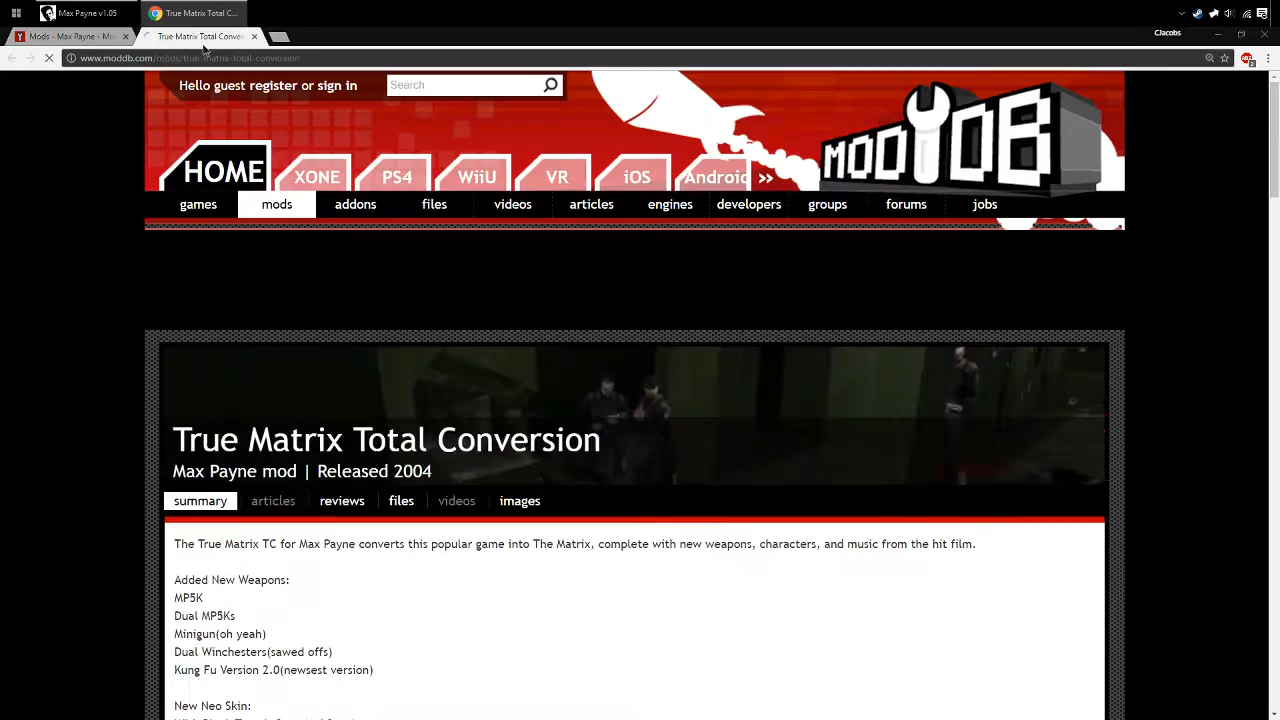 Max Payne v1.05
True Matrix Total C...
Mods - Max Payne - Mo
True Matrix Total Conver
CJacobs
www.moddb.com/mods/true-matrix-total-conversion
Hello guest register or sign in
Search
MOD DB
HOME
XONE
PS4
WiiU
VR
iOS
Android
»
games
mods
addons
files
videos
articles
engines
developers
groups
forums
jobs
True Matrix Total Conversion
Max Payne mod | Released 2004
summary
articles
reviews
files
videos
images
The True Matrix TC for Max Payne converts this popular game into The Matrix, complete with new weapons, characters, and music from the hit film.
Added New Weapons:
MP5K
Dual MP5Ks
Minigun(oh yeah)
Dual Winchesters(sawed offs)
Kung Fu Version 2.0(newsest version)
New Neo Skin: